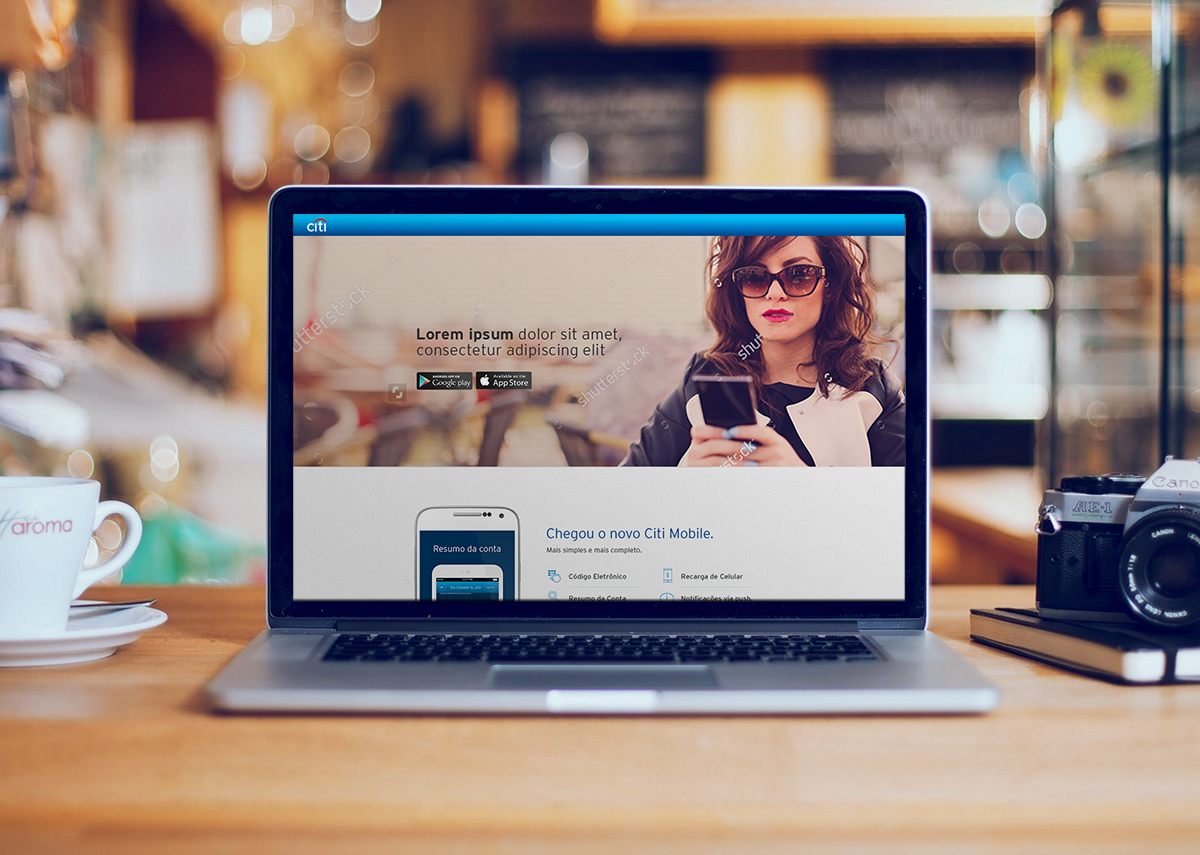 citi
shutterstock
Lorem ipsum dolor sit amet,
consectetur adipiscing elit
ANDROID APP ON
Google play
Available on the
App Store
shutterstock
shutterstock
Resumo da conta
Chegou o novo Citi Mobile.
Mais simples e mais completo.
Código Eletrônico
Recarga de Celular
Resumo da Conta
Notificações via push
aroma
Canon
AE-1
CANON
CANON LENS